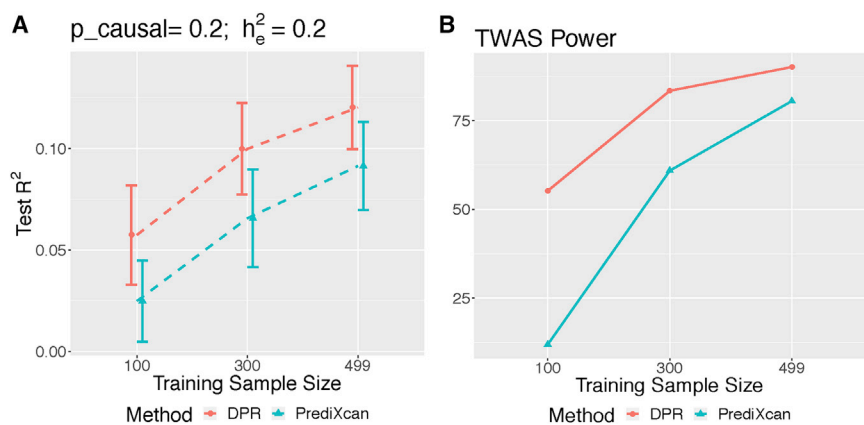 A
p_causal= 0.2; h²ₑ = 0.2
Test R²
0.10
0.05
0.00
100 300 499
Training Sample Size
Method DPR PrediXcan
B
TWAS Power
75
50
25
100 300 499
Training Sample Size
Method DPR PrediXcan